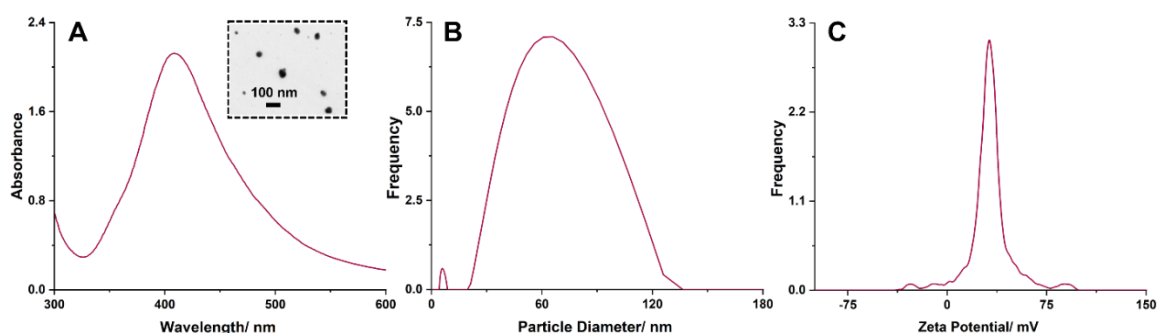 A
2.4
1.8
1.2
0.6
0.0
300
400
500
600
Absorbance
Wavelength/ nm
100 nm
B
7.5
5.0
2.5
0.0
0
60
120
180
Frequency
Particle Diameter/ nm
C
3.3
2.2
1.1
0.0
-75
0
75
150
Frequency
Zeta Potential/ mV